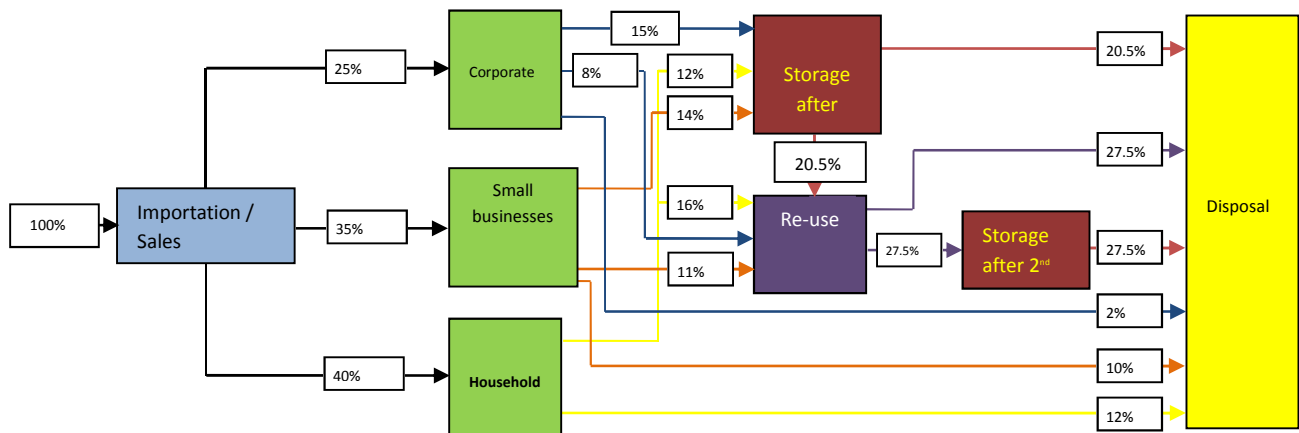 100%
Importation /
Sales
25%
35%
40%
Corporate
Small
businesses
Household
15%
8%
12%
14%
16%
11%
Storage
after
20.5%
Re-use
27.5%
Storage
after 2nd
20.5%
27.5%
27.5%
2%
10%
12%
Disposal